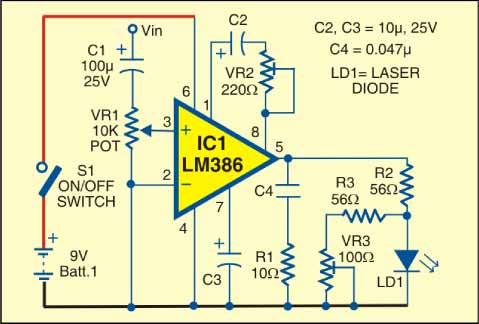 Vin
C1
100μ
25V
C2
C2, C3 = 10μ, 25V
C4 = 0.047μ
LD1= LASER
DIODE
VR2
220Ω
6
1
VR1
10K
POT
3
+
IC1
LM386
8
5
2
−
S1
ON/OFF
SWITCH
C4
R3
56Ω
R2
56Ω
4
7
+
9V
Batt.1
+
C3
R1
10Ω
VR3
100Ω
LD1
+
+